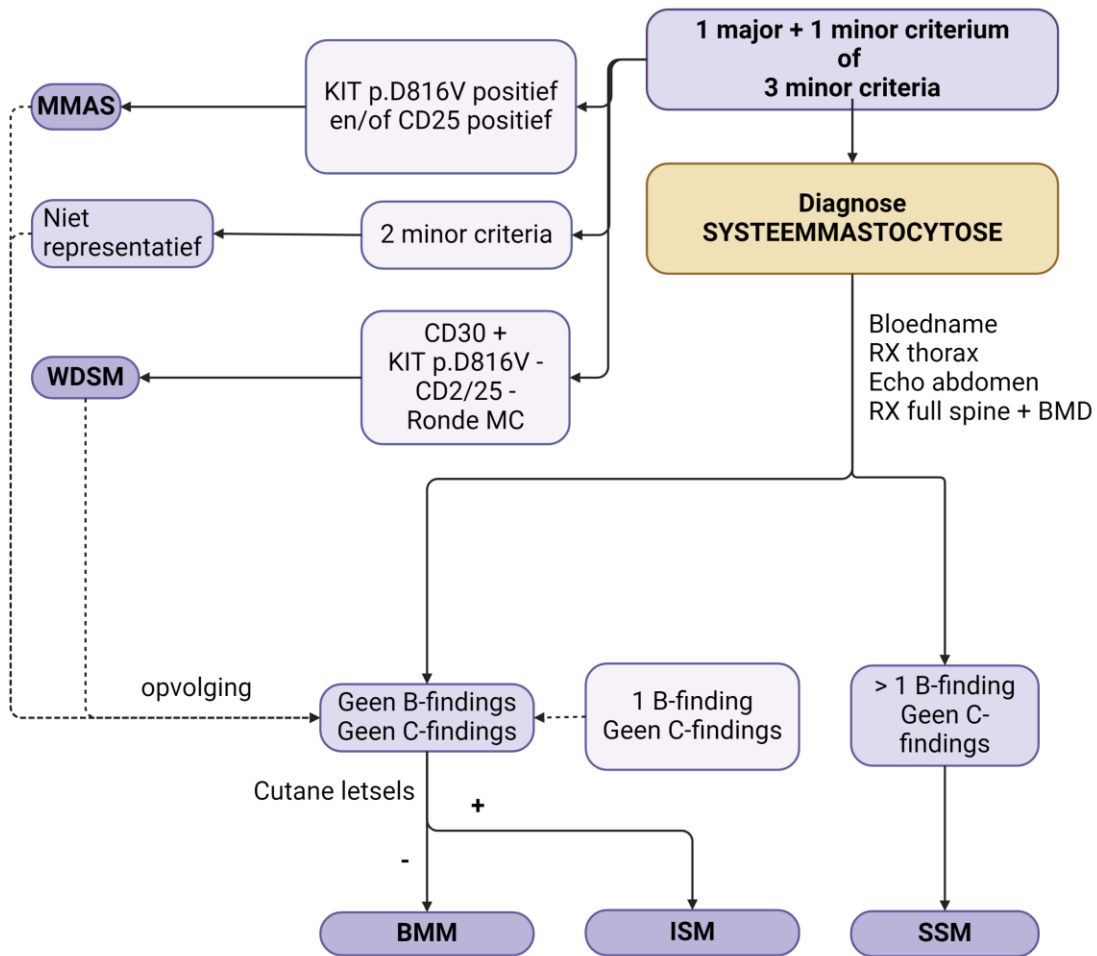 1 major + 1 minor criterium
of
3 minor criteria
KIT p.D816V positief
en/of CD25 positief
MMAS
Diagnose
SYSTEEMMASTOCYTOSE
Niet
representatief
2 minor criteria
CD30 +
KIT p.D816V -
CD2/25 -
Ronde MC
WDSM
Bloedname
RX thorax
Echo abdomen
RX full spine + BMD
opvolging
Geen B-findings
Geen C-findings
1 B-finding
Geen C-findings
> 1 B-finding
Geen C-
findings
Cutane letsels
+
-
BMM
ISM
SSM